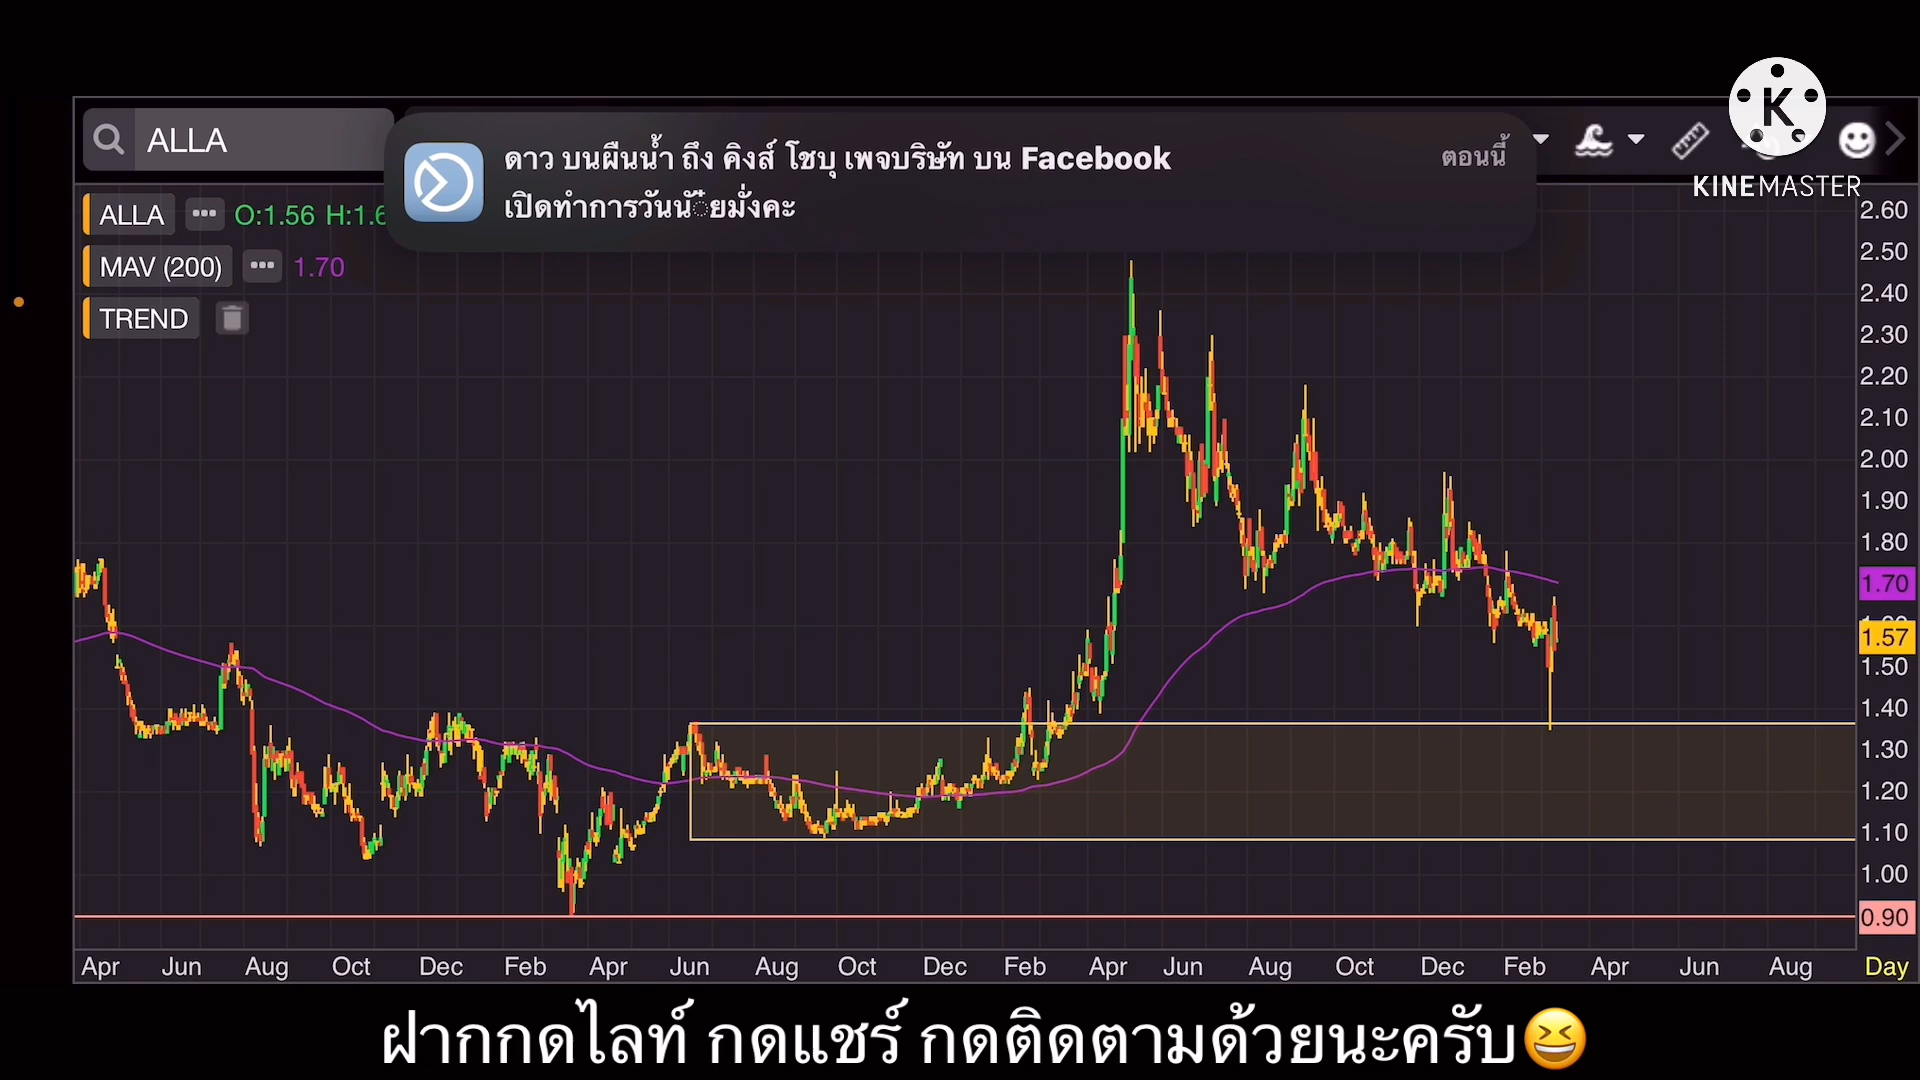 ALLA
ดาว บนผืนน้ำ ถึง คิงส์ โชบุ เพจบริษัท บน Facebook
ตอนนี้
KINEMASTER
ALLA
O:1.56 H:1.6
MAV (200)
1.70
TREND
2.60
2.50
2.40
2.30
2.20
2.10
2.00
1.90
1.80
1.70
1.57
1.50
1.40
1.30
1.20
1.10
1.00
0.90
Apr Jun Aug Oct Dec Feb Apr Jun Aug Oct Dec Feb Apr Jun Aug Oct Dec Feb Apr Jun Aug Day
ฝากกดไลท์ กดแชร์ กดติดตามด้วยนะครับ😆